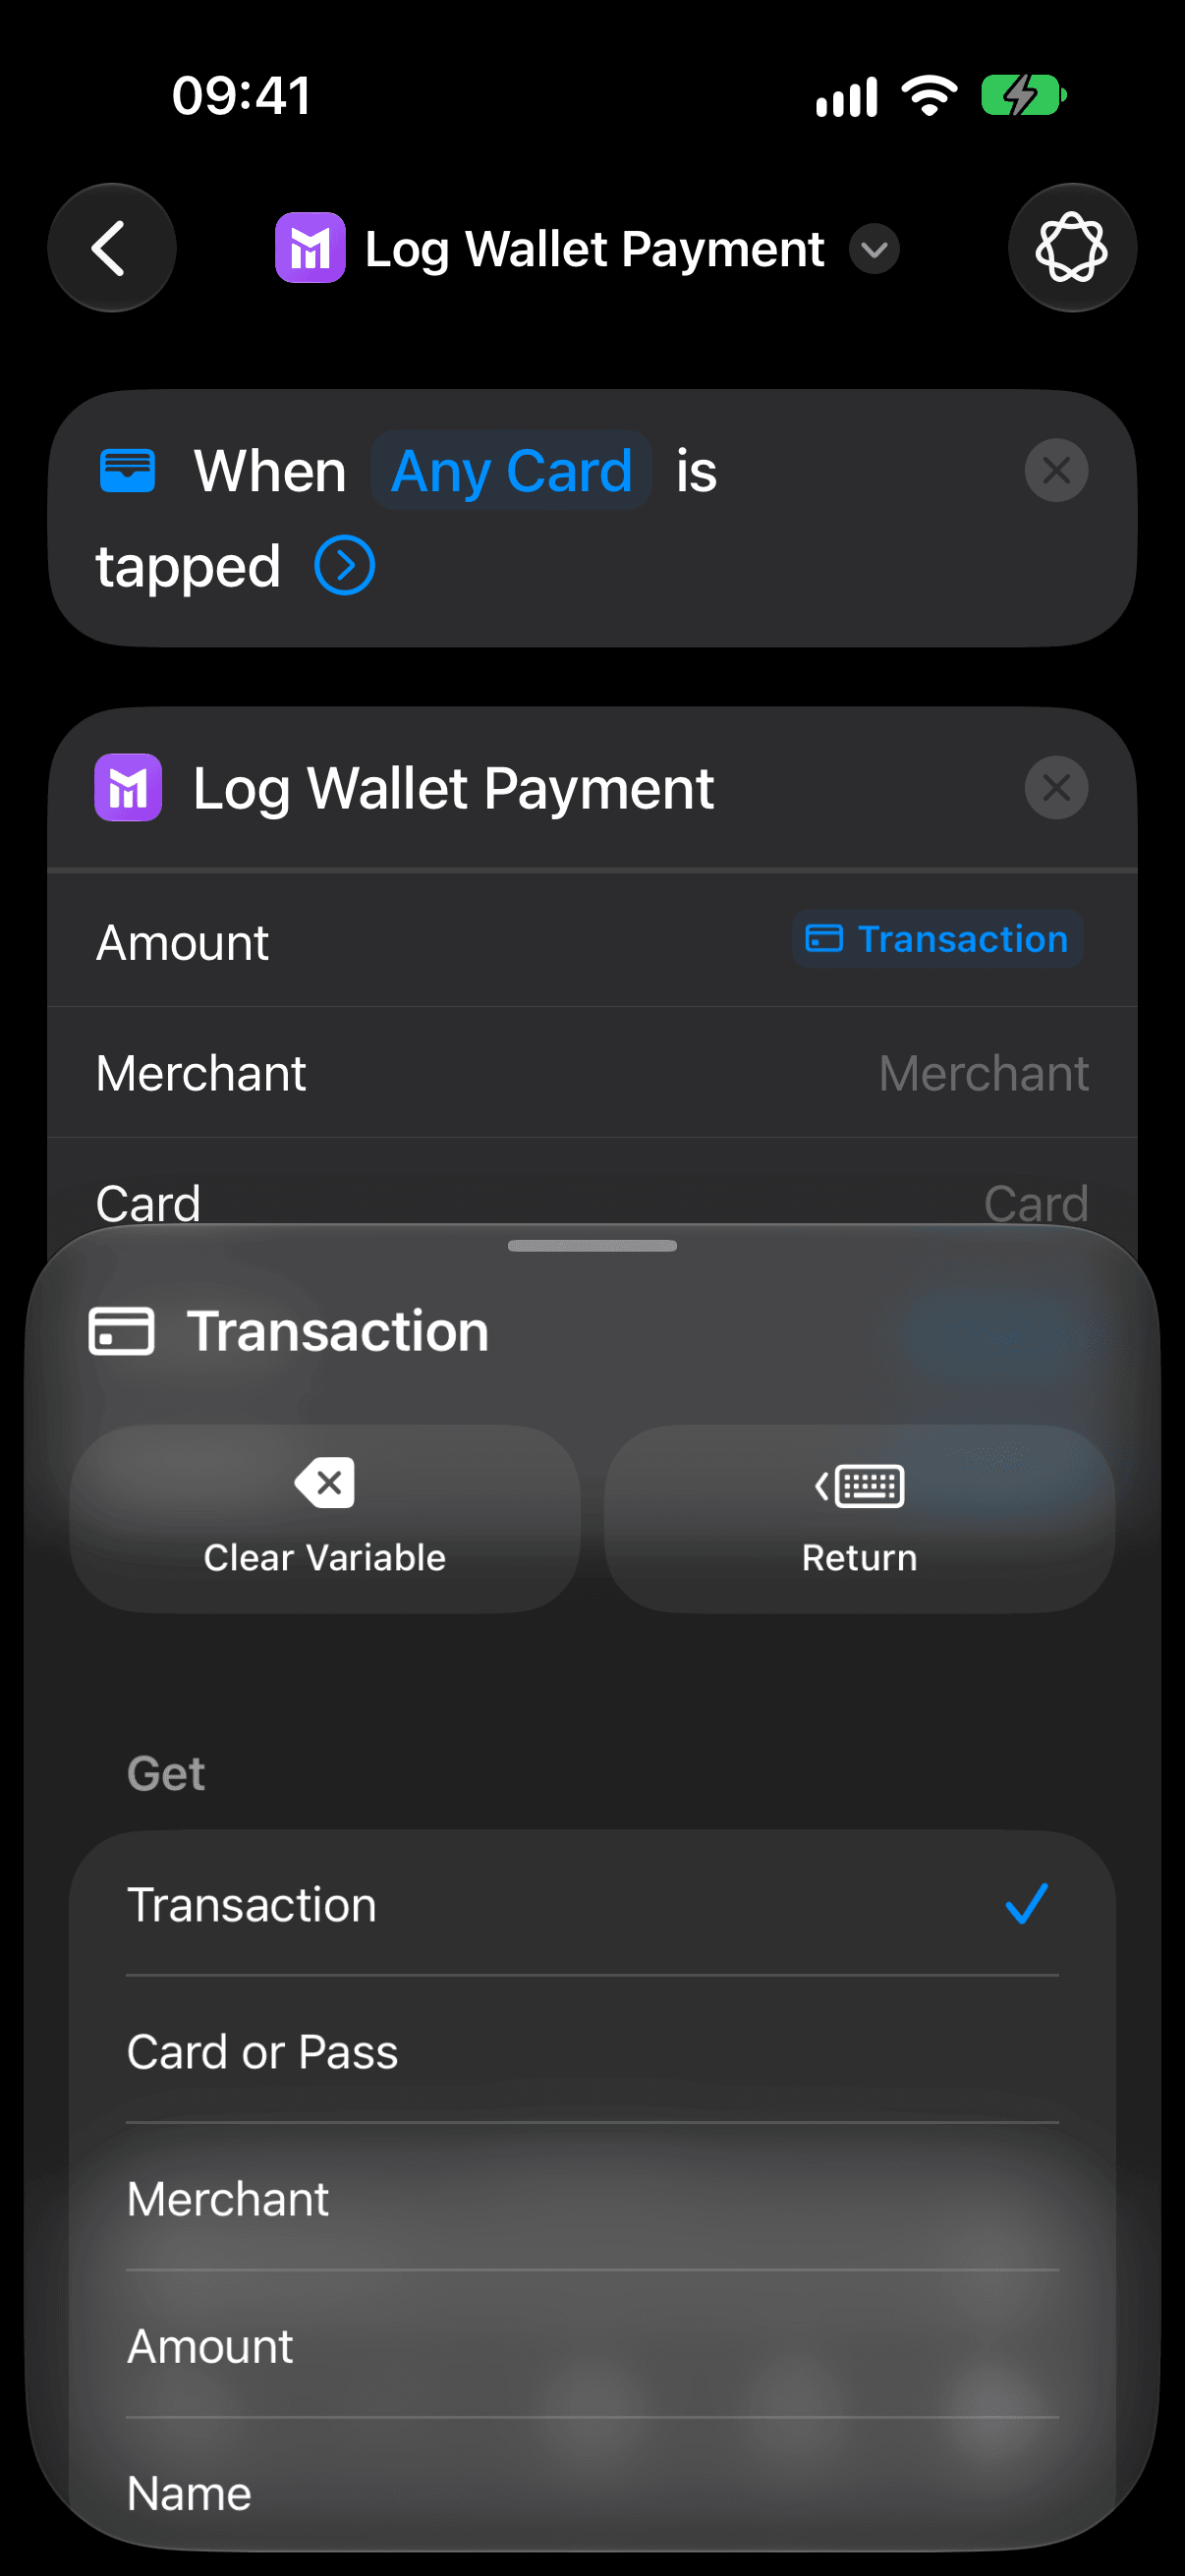 09:41
Log Wallet Payment
When Any Card is
tapped
Log Wallet Payment
Amount Transaction
Merchant Merchant
Card Card
Transaction
Clear Variable Return
Get
Transaction
Card or Pass
Merchant
Amount
Name